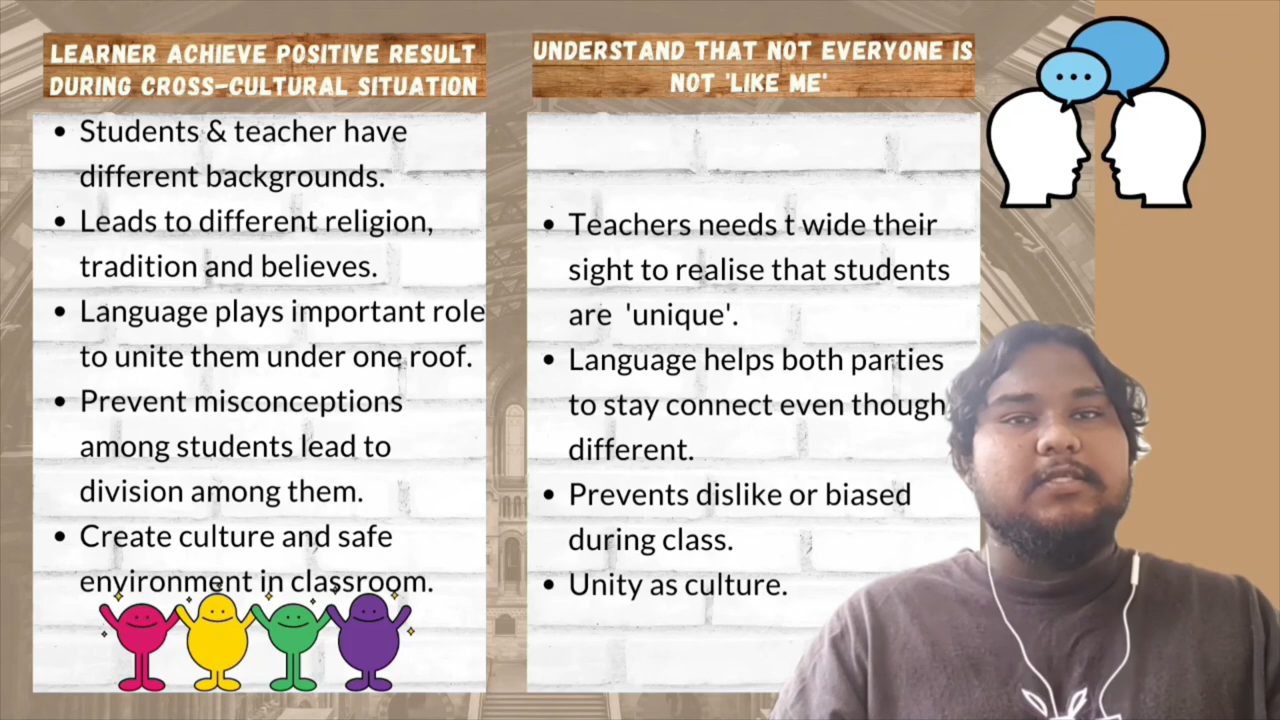 LEARNER ACHIEVE POSITIVE RESULT
DURING CROSS-CULTURAL SITUATION
• Students & teacher have
different backgrounds.
• Leads to different religion,
tradition and believes.
• Language plays important role
to unite them under one roof.
• Prevent misconceptions
among students lead to
division among them.
• Create culture and safe
environment in classroom.
UNDERSTAND THAT NOT EVERYONE IS
NOT 'LIKE ME'
• Teachers needs t wide their
sight to realise that students
are 'unique'.
• Language helps both parties
to stay connect even though
different.
• Prevents dislike or biased
during class.
• Unity as culture.